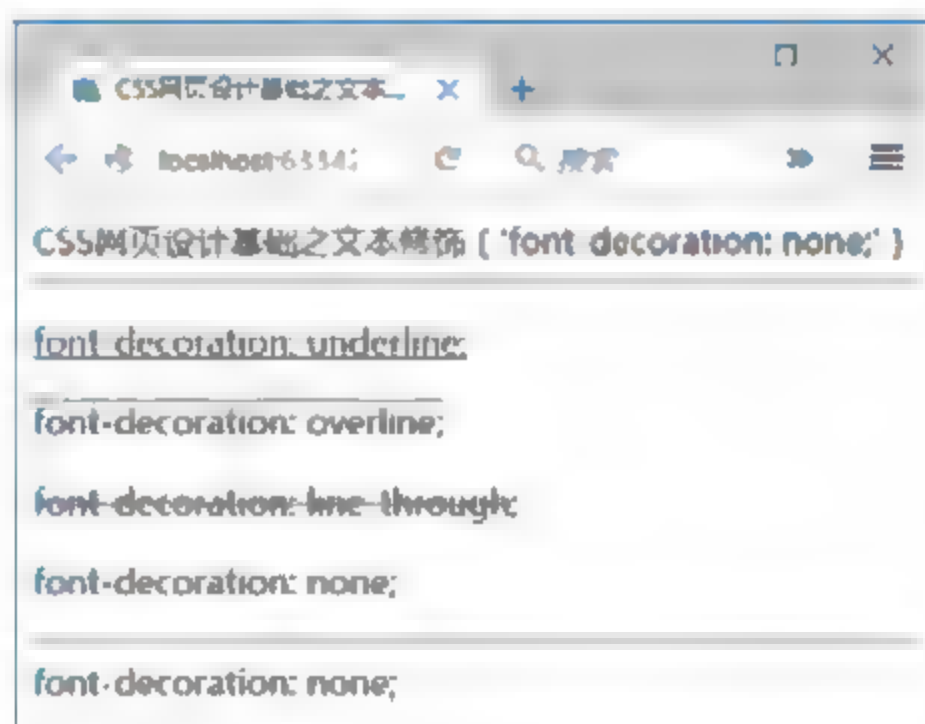 CSS网页设计基础之文本...
localhost:6334
搜索
CSS网页设计基础之文本修饰 ( 'font-decoration: none;' )
font-decoration: underline;
font-decoration: overline;
font-decoration: line-through;
font-decoration: none;
font-decoration: none;